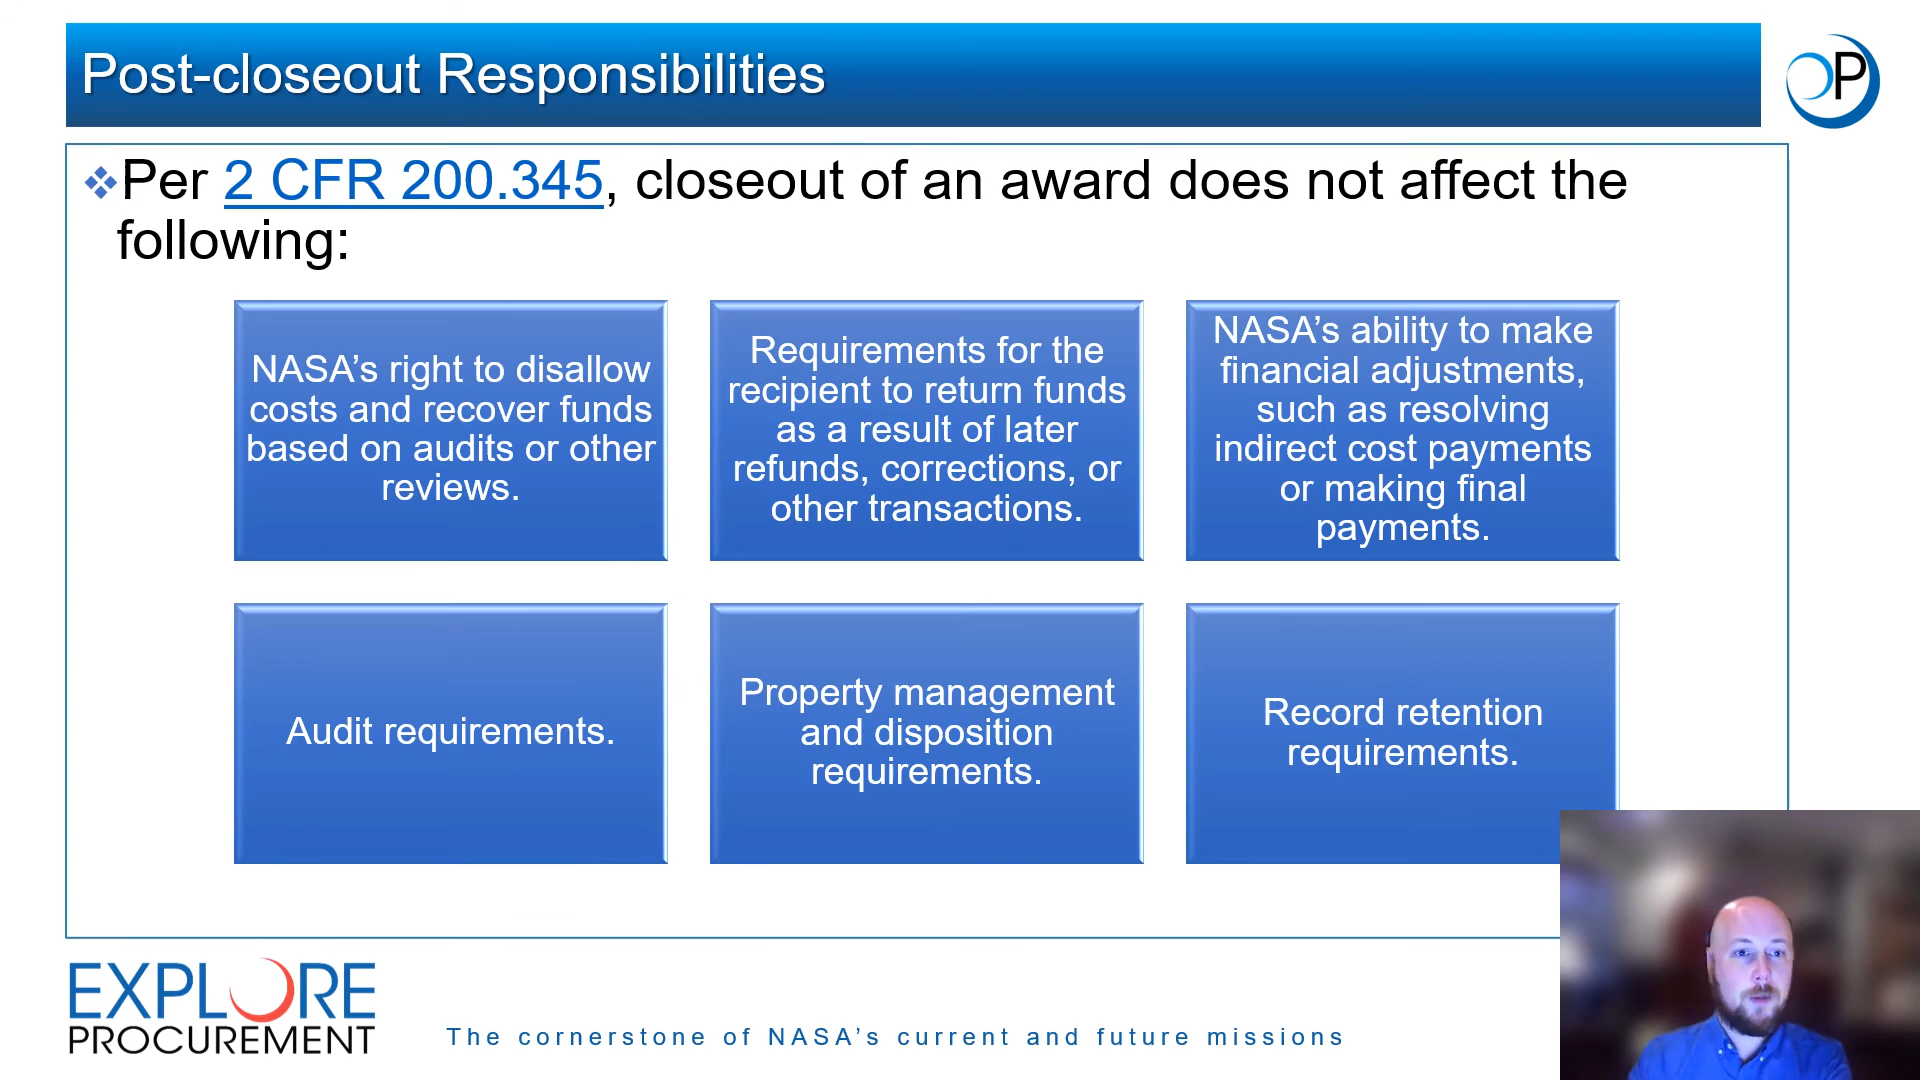 Post-closeout Responsibilities
P
Per 2 CFR 200.345, closeout of an award does not affect the
following:
NASA’s right to disallow
costs and recover funds
based on audits or other
reviews.
Requirements for the
recipient to return funds
as a result of later
refunds, corrections, or
other transactions.
NASA’s ability to make
financial adjustments,
such as resolving
indirect cost payments
or making final
payments.
Audit requirements.
Property management
and disposition
requirements.
Record retention
requirements.
EXPLORE
PROCUREMENT
The cornerstone of NASA’s current and future missions